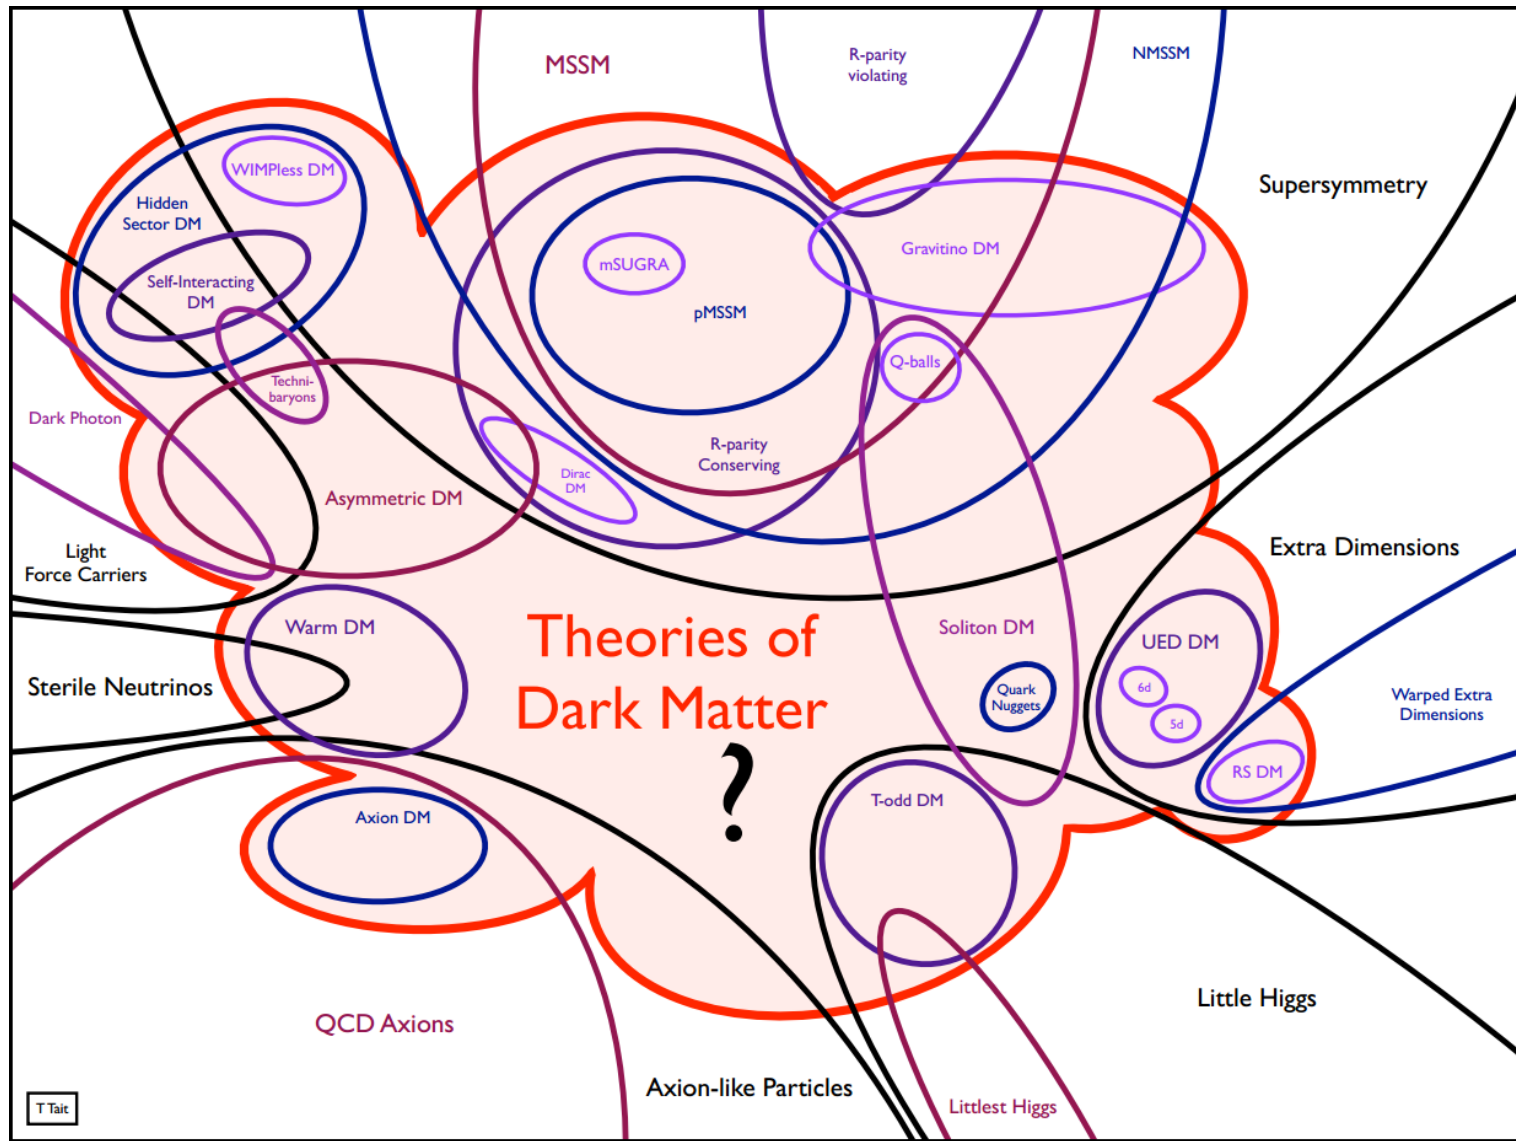 MSSM
R-parity
violating
NMSSM
Supersymmetry
WIMPless DM
Hidden
Sector DM
Self-Interacting
DM
mSUGRA
pMSSM
Gravitino DM
Q-balls
Techni-
baryons
Dark Photon
R-parity
Conserving
Dirac
DM
Asymmetric DM
Light
Force Carriers
Extra Dimensions
Warm DM
Theories of
Dark Matter
?
Soliton DM
UED DM
6d
5d
Quark
Nuggets
Sterile Neutrinos
Warped Extra
Dimensions
RS DM
Axion DM
T-odd DM
QCD Axions
Little Higgs
Axion-like Particles
Littlest Higgs
T Tait